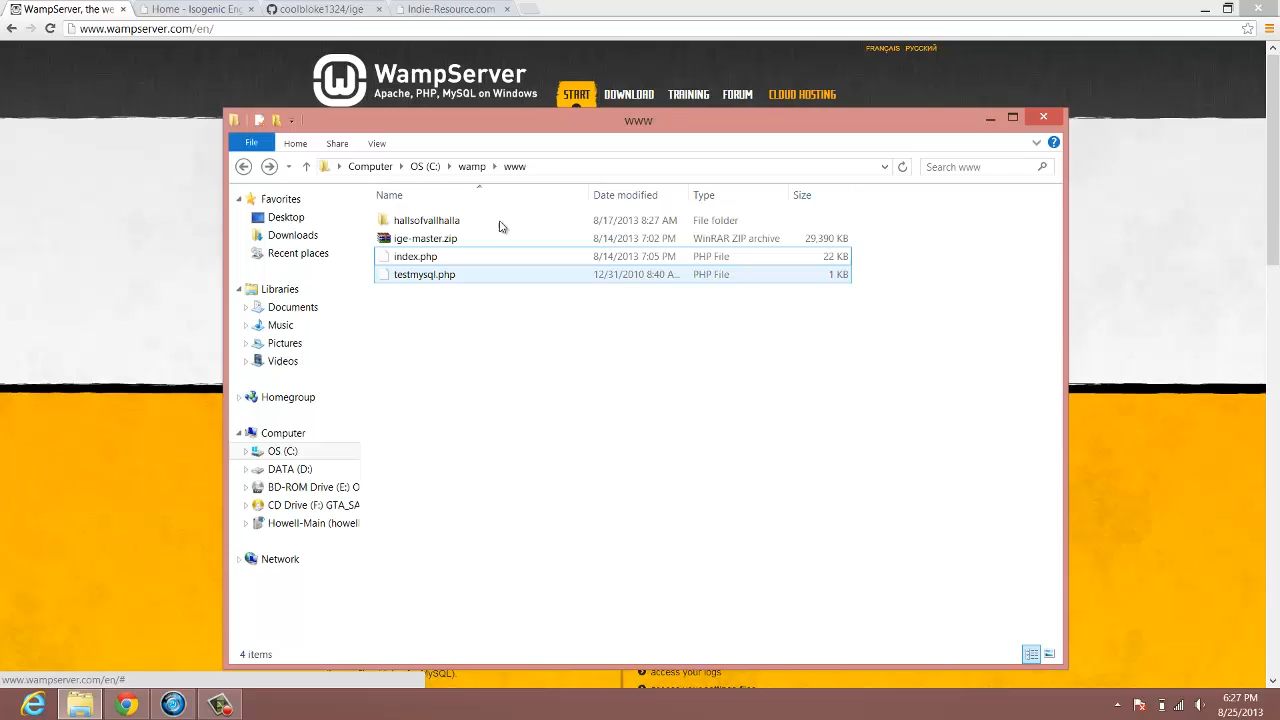 WampServer, the we
Home - Isogenic Eng
coolbloke1324/ige
Indie-Resource.com
www.wampserver.com/en/
FRANÇAIS РУССКИЙ
WampServer
Apache, PHP, MySQL on Windows
START DOWNLOAD TRAINING FORUM CLOUD HOSTING
www
File Home Share View
Computer OS (C:) wamp www
Search www
Name Date modified Type Size
hallsofvallhalla 8/17/2013 8:27 AM File folder
ige-master.zip 8/14/2013 7:02 PM WinRAR ZIP archive 29,390 KB
index.php 8/14/2013 7:05 PM PHP File 22 KB
testmysql.php 12/31/2010 8:40 A... PHP File 1 KB
Favorites
Desktop
Downloads
Recent places
Libraries
Documents
Music
Pictures
Videos
Homegroup
Computer
OS (C:)
DATA (D:)
BD-ROM Drive (E:) O
CD Drive (F:) GTA_SA
Howell-Main (howell
Network
4 items
www.wampserver.com/en/#
MySQL).
access your logs
6:27 PM
8/25/2013